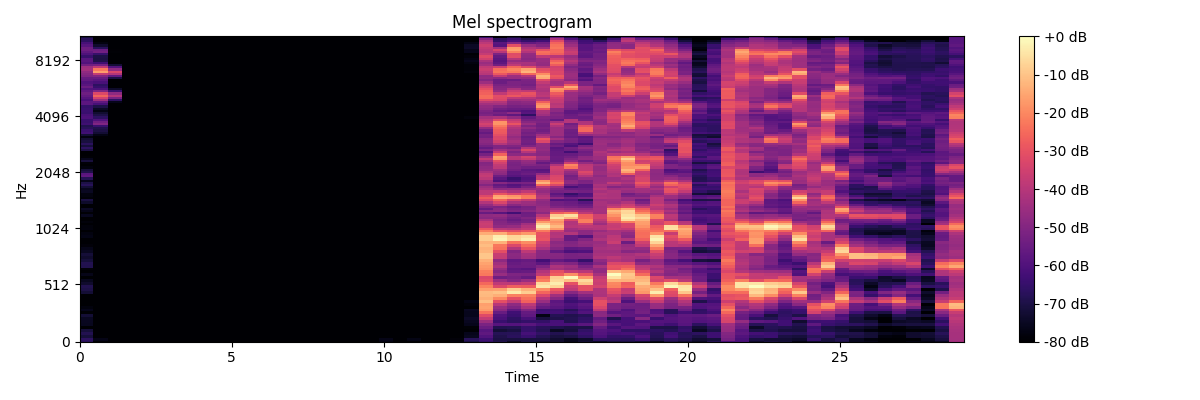 Mel spectrogram
8192
4096
2048
1024
512
0
Hz
0 5 10 15 20 25
Time
+0 dB
-10 dB
-20 dB
-30 dB
-40 dB
-50 dB
-60 dB
-70 dB
-80 dB